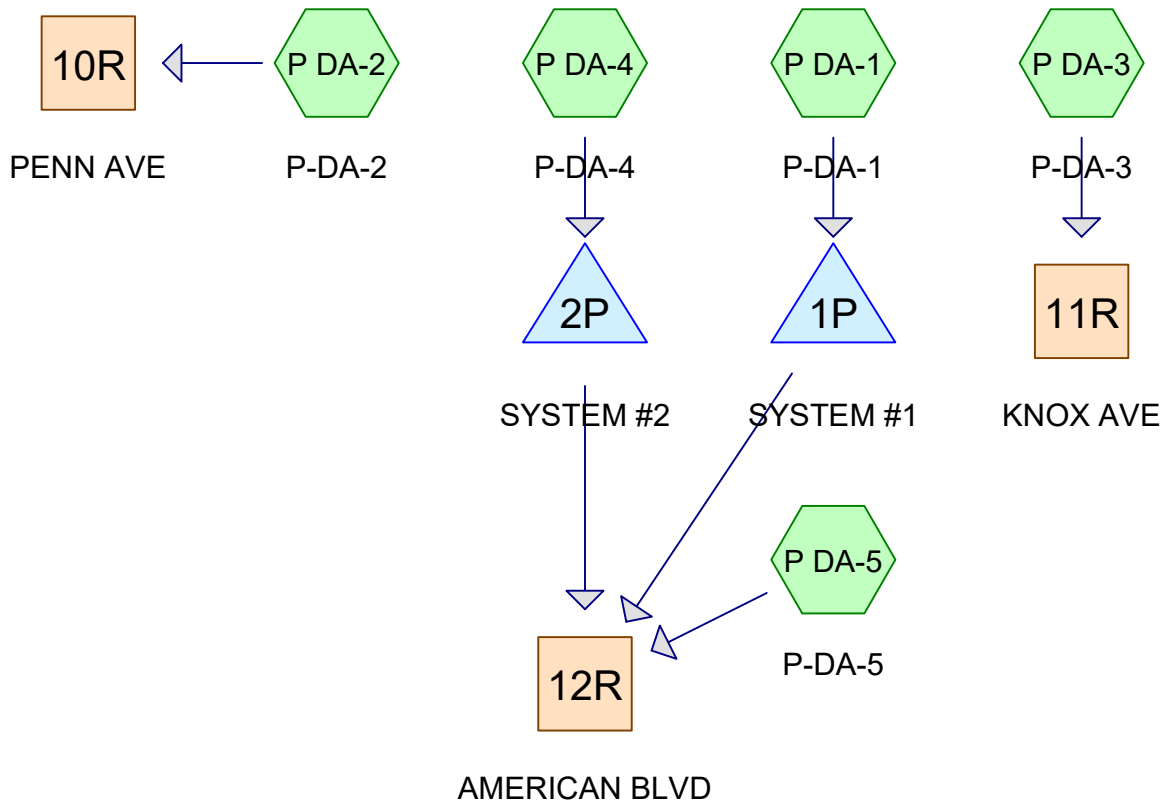 10R
P DA-2
P DA-4
P DA-1
P DA-3
PENN AVE
P-DA-2
P-DA-4
P-DA-1
P-DA-3
2P
1P
11R
SYSTEM #2
SYSTEM #1
KNOX AVE
P DA-5
P-DA-5
12R
AMERICAN BLVD